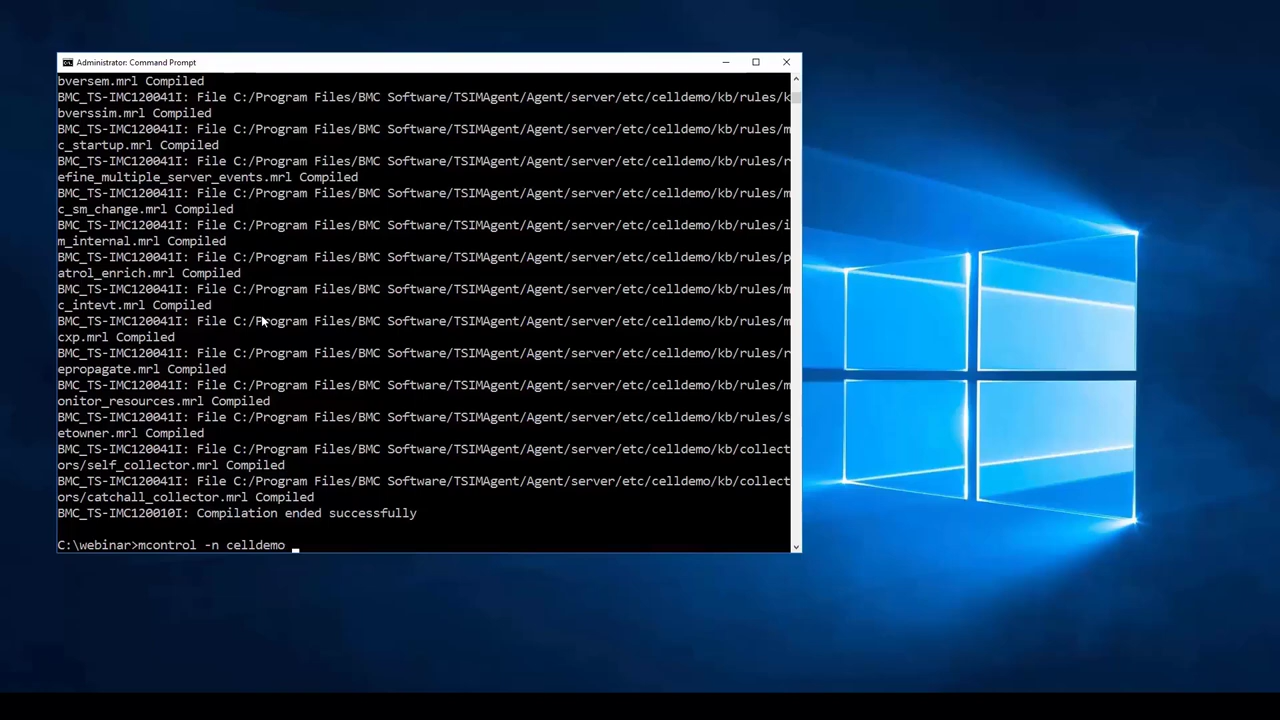 Administrator: Command Prompt
bversem.mrl Compiled
BMC_TS-IMC120041I: File C:/Program Files/BMC Software/TSIMAgent/Agent/server/etc/celldemo/kb/rules/k
bverssim.mrl Compiled
BMC_TS-IMC120041I: File C:/Program Files/BMC Software/TSIMAgent/Agent/server/etc/celldemo/kb/rules/m
c_startup.mrl Compiled
BMC_TS-IMC120041I: File C:/Program Files/BMC Software/TSIMAgent/Agent/server/etc/celldemo/kb/rules/r
efine_multiple_server_events.mrl Compiled
BMC_TS-IMC120041I: File C:/Program Files/BMC Software/TSIMAgent/Agent/server/etc/celldemo/kb/rules/m
c_sm_change.mrl Compiled
BMC_TS-IMC120041I: File C:/Program Files/BMC Software/TSIMAgent/Agent/server/etc/celldemo/kb/rules/i
m_internal.mrl Compiled
BMC_TS-IMC120041I: File C:/Program Files/BMC Software/TSIMAgent/Agent/server/etc/celldemo/kb/rules/p
atrol_enrich.mrl Compiled
BMC_TS-IMC120041I: File C:/Program Files/BMC Software/TSIMAgent/Agent/server/etc/celldemo/kb/rules/m
c_intevt.mrl Compiled
BMC_TS-IMC120041I: File C:/Program Files/BMC Software/TSIMAgent/Agent/server/etc/celldemo/kb/rules/m
cxp.mrl Compiled
BMC_TS-IMC120041I: File C:/Program Files/BMC Software/TSIMAgent/Agent/server/etc/celldemo/kb/rules/r
epropagate.mrl Compiled
BMC_TS-IMC120041I: File C:/Program Files/BMC Software/TSIMAgent/Agent/server/etc/celldemo/kb/rules/m
onitor_resources.mrl Compiled
BMC_TS-IMC120041I: File C:/Program Files/BMC Software/TSIMAgent/Agent/server/etc/celldemo/kb/rules/s
etowner.mrl Compiled
BMC_TS-IMC120041I: File C:/Program Files/BMC Software/TSIMAgent/Agent/server/etc/celldemo/kb/collect
ors/self_collector.mrl Compiled
BMC_TS-IMC120041I: File C:/Program Files/BMC Software/TSIMAgent/Agent/server/etc/celldemo/kb/collect
ors/catchall_collector.mrl Compiled
BMC_TS-IMC120010I: Compilation ended successfully
C:\webinar>mcontrol -n celldemo _